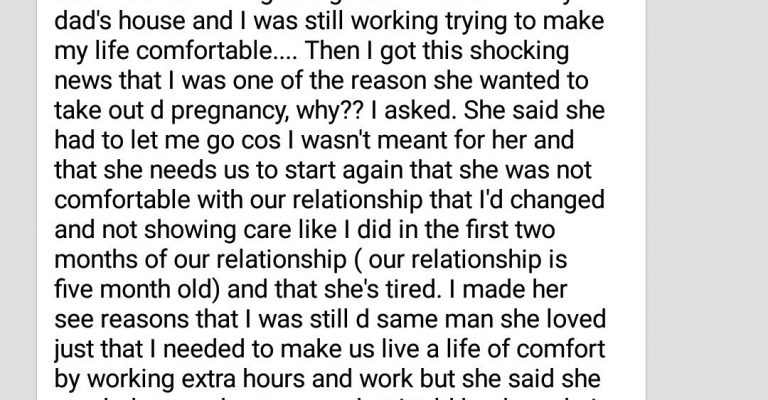 dad's house and I was still working trying to make
my life comfortable.... Then I got this shocking
news that I was one of the reason she wanted to
take out d pregnancy, why?? I asked. She said she
had to let me go cos I wasn't meant for her and
that she needs us to start again that she was not
comfortable with our relationship that I'd changed
and not showing care like I did in the first two
months of our relationship ( our relationship is
five month old) and that she's tired. I made her
see reasons that I was still d same man she loved
just that I needed to make us live a life of comfort
by working extra hours and work but she said she